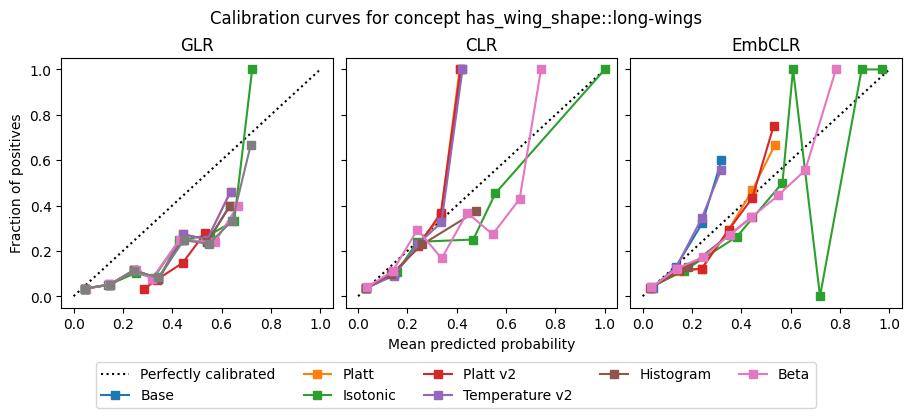 Calibration curves for concept has_wing_shape::long-wings
GLR
CLR
EmbCLR
Fraction of positives
1.0
0.8
0.6
0.4
0.2
0.0
0.0 0.2 0.4 0.6 0.8 1.0
0.0 0.2 0.4 0.6 0.8 1.0
0.0 0.2 0.4 0.6 0.8 1.0
Mean predicted probability
Perfectly calibrated
Base
Platt
Isotonic
Platt v2
Temperature v2
Histogram
Beta